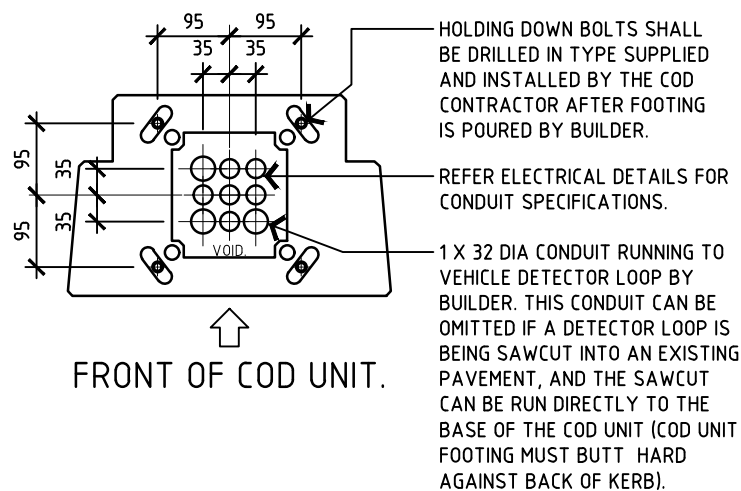 95
95
35
35
HOLDING DOWN BOLTS SHALL
BE DRILLED IN TYPE SUPPLIED
AND INSTALLED BY THE COD
CONTRACTOR AFTER FOOTING
IS POURED BY BUILDER.
95
35
35
95
REFER ELECTRICAL DETAILS FOR
CONDUIT SPECIFICATIONS.
VOID.
1 X 32 DIA CONDUIT RUNNING TO
VEHICLE DETECTOR LOOP BY
BUILDER. THIS CONDUIT CAN BE
OMITTED IF A DETECTOR LOOP IS
BEING SAWCUT INTO AN EXISTING
PAVEMENT, AND THE SAWCUT
CAN BE RUN DIRECTLY TO THE
BASE OF THE COD UNIT (COD UNIT
FOOTING MUST BUTT HARD
AGAINST BACK OF KERB).
FRONT OF COD UNIT.